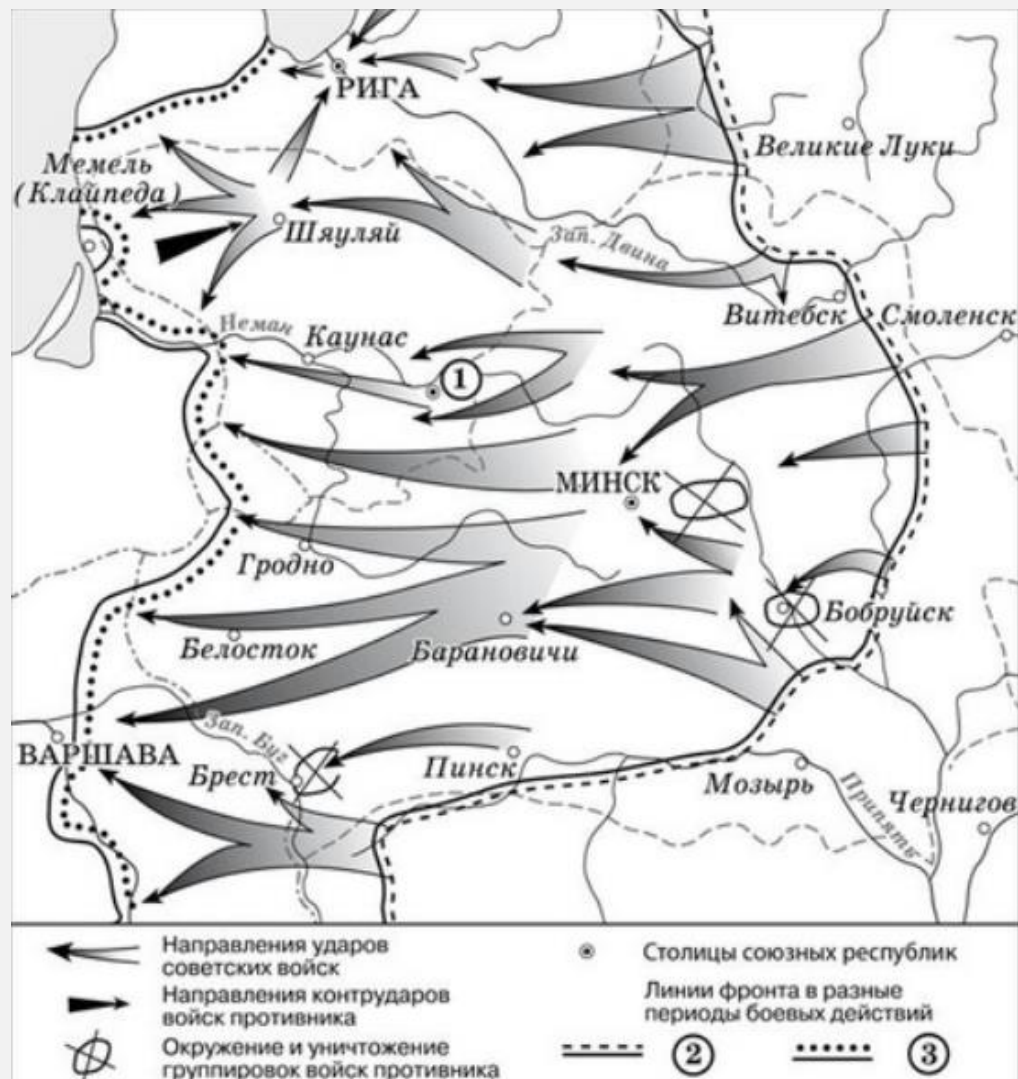 РИГА
Великие Луки
Мемель
(Клайпеда)
Шяуляй
Зап. Двина
Витебск
Смоленск
Неман
Каунас
1
МИНСК
Гродно
Бобруйск
Белосток
Барановичи
Зап. Буг
ВАРШАВА
Брест
Пинск
Мозырь
Припять
Чернигов
Направления ударов
советских войск
Направления контрударов
войск противника
Окружение и уничтожение
группировок войск противника
Столицы союзных республик
Линии фронта в разные
периоды боевых действий
2
3